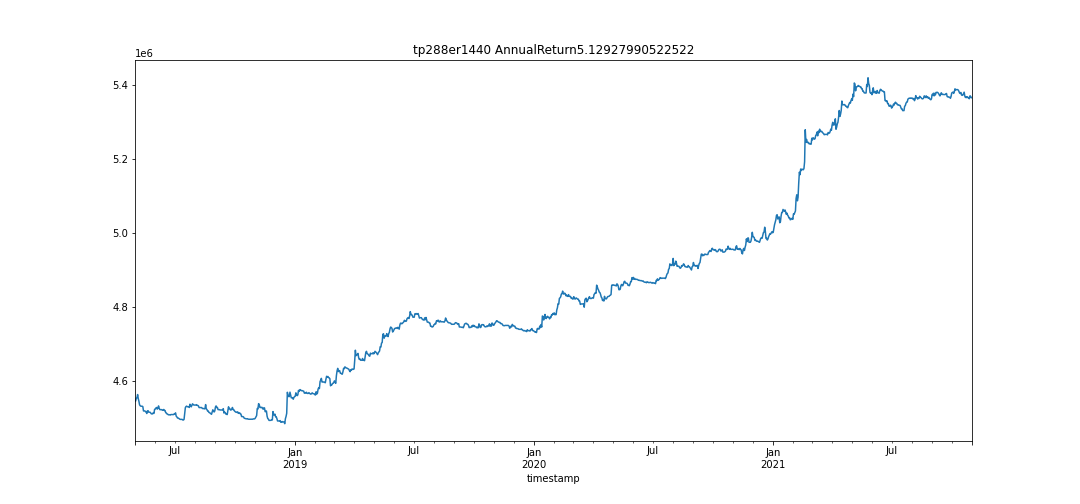 tp288er1440 AnnualReturn5.12927990522522
1e6
5.4
5.2
5.0
4.8
4.6
Jul Jan Jul Jan Jul Jan Jul
2019 2020 2021
timestamp